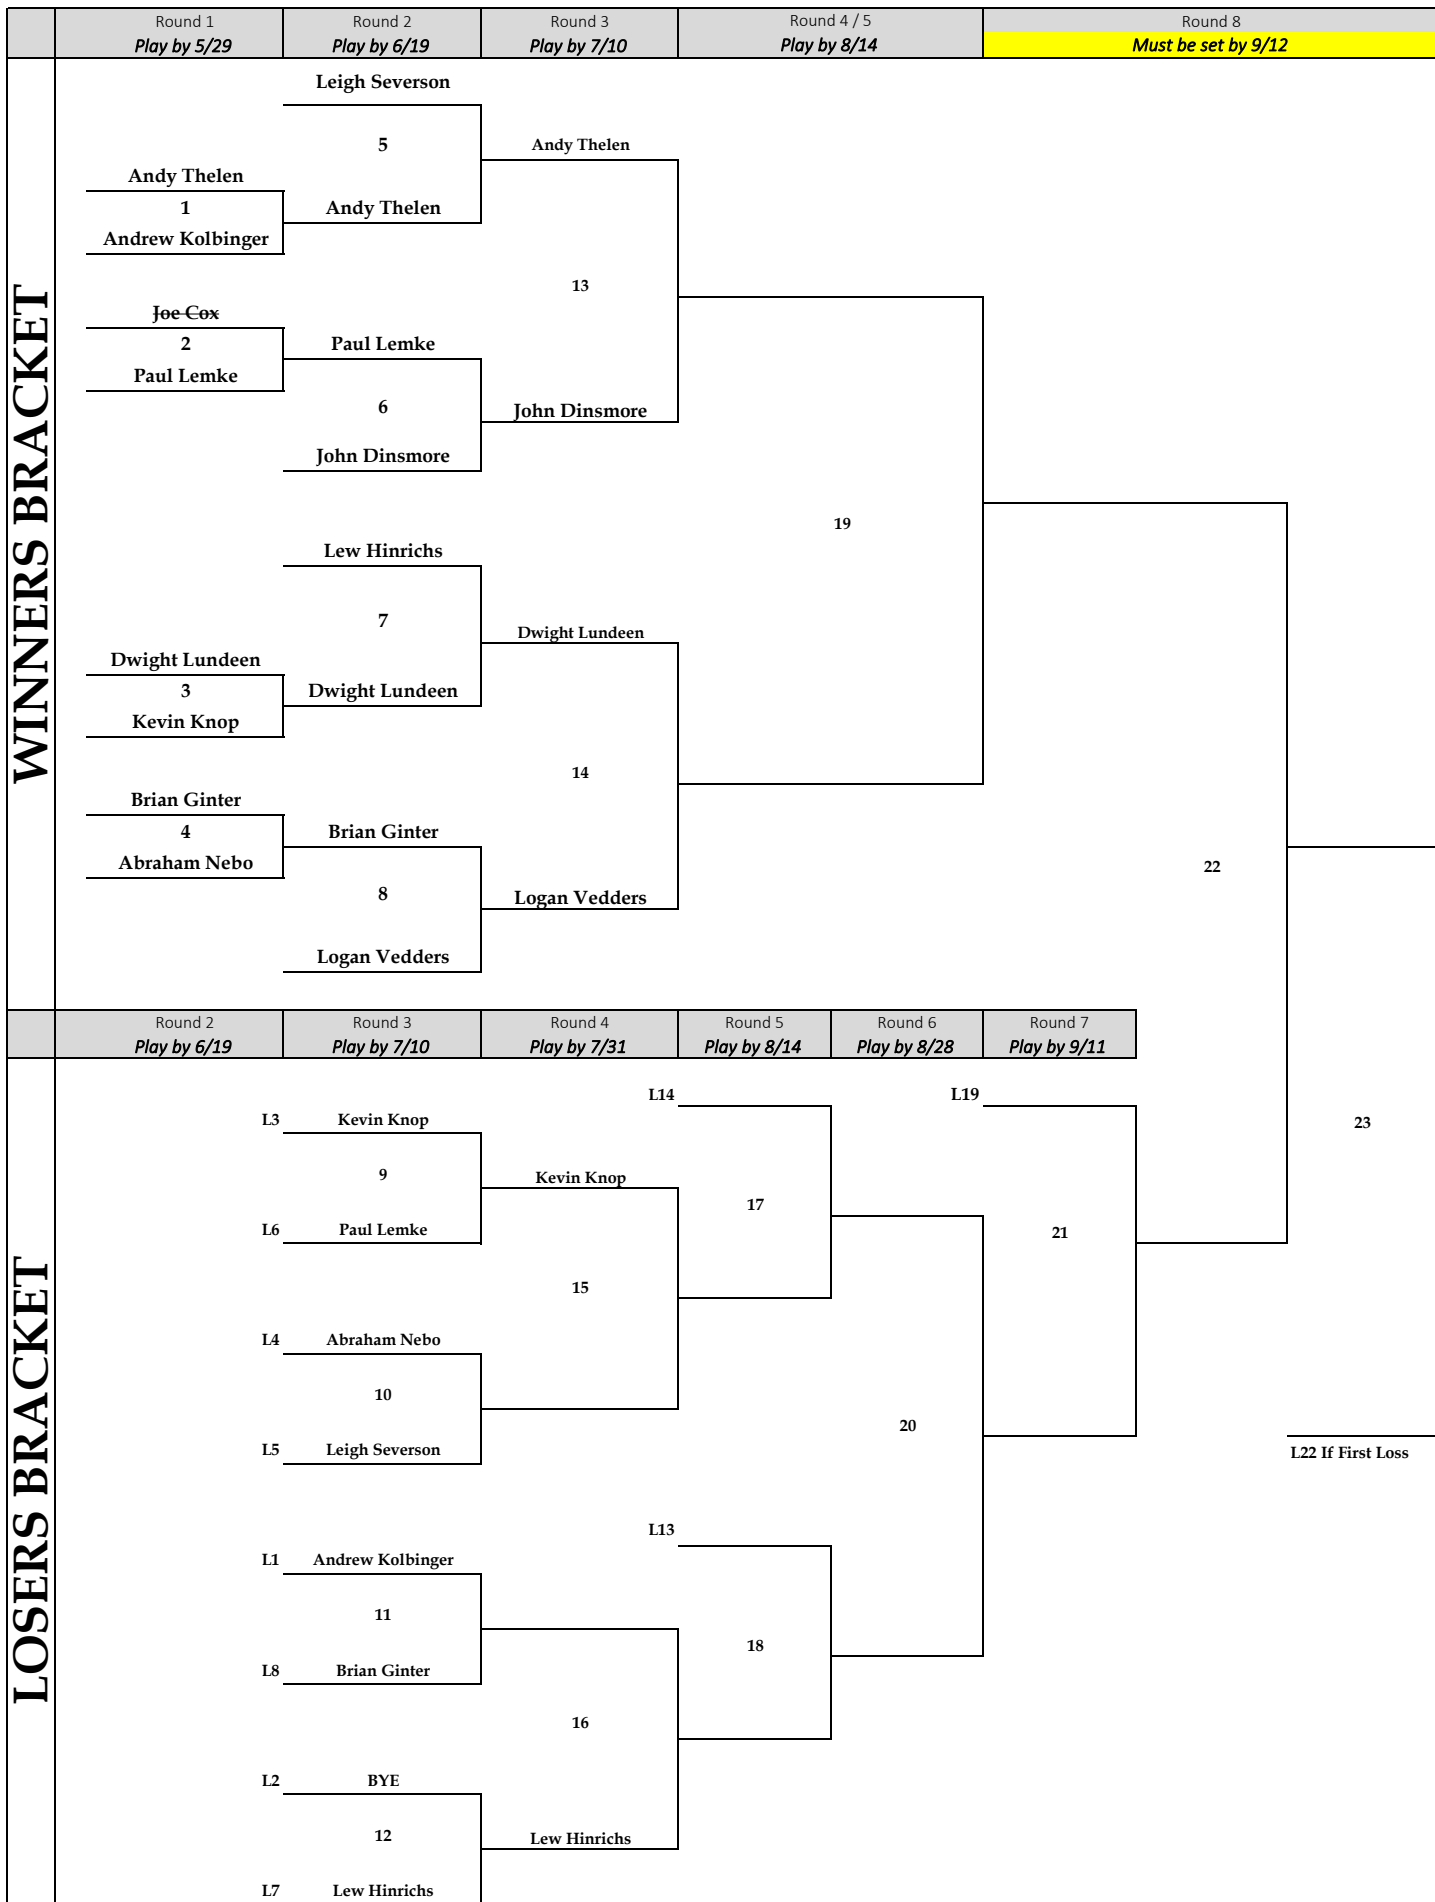 Round 1
Round 2
Round 3
Round 4 / 5
Round 8
Play by 5/29
Play by 6/19
Play by 7/10
Play by 8/14
Must be set by 9/12
WINNERS BRACKET
Leigh Severson
5
Andy Thelen
Andy Thelen
1
Andy Thelen
Andrew Kolbinger
13
Joe Cox
2
Paul Lemke
Paul Lemke
6
John Dinsmore
John Dinsmore
19
Lew Hinrichs
7
Dwight Lundeen
Dwight Lundeen
3
Dwight Lundeen
Kevin Knop
14
Brian Ginter
4
Brian Ginter
Abraham Nebo
22
8
Logan Vedders
Logan Vedders
Round 2
Round 3
Round 4
Round 5
Round 6
Round 7
Play by 6/19
Play by 7/10
Play by 7/31
Play by 8/14
Play by 8/28
Play by 9/11
LOSERS BRACKET
L14
L19
L3 Kevin Knop
23
9
Kevin Knop
17
L6 Paul Lemke
21
15
L4 Abraham Nebo
10
20
L5 Leigh Severson
L22 If First Loss
L13
L1 Andrew Kolbinger
11
18
L8 Brian Ginter
16
L2 BYE
12
Lew Hinrichs
L7 Lew Hinrichs